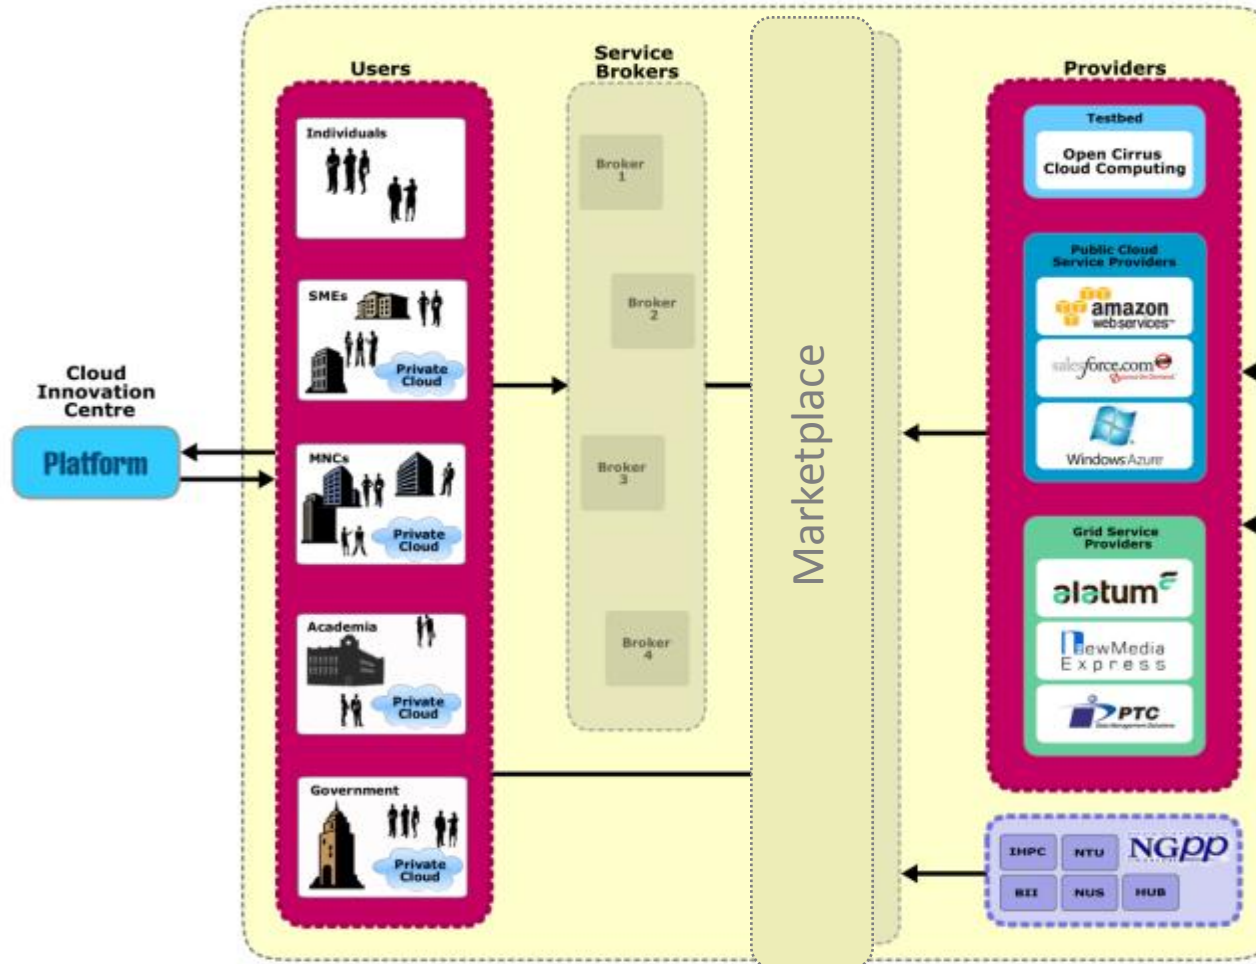 Cloud
Innovation
Centre
Platform
Users
Individuals
SMEs
Private
Cloud
MNCs
Private
Cloud
Academia
Private
Cloud
Government
Private
Cloud
Service
Brokers
Broker
1
Broker
2
Broker
3
Broker
4
Marketplace
Providers
Testbed
Open Cirrus
Cloud Computing
Public Cloud
Service Providers
amazon
webservices™
salesforce.com
Windows Azure
Grid Service
Providers
alatum
NewMedia
Express
PTC
IHPC
NTU
NGPP
BII
NUS
HUB